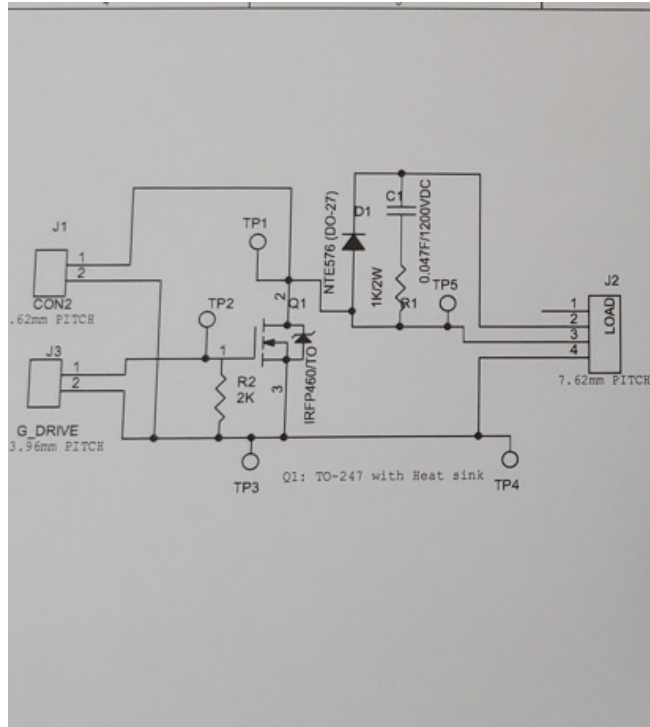 J1
1
2
CON2
.62mm PITCH
J3
1
2
G_DRIVE
3.96mm PITCH
TP1
TP2
1
R2
2K
2
Q1
3
IRFP460/TO
NTE576 (DO-27)
D1
C1
0.047F/1200VDC
1K/2W
R1
TP5
J2
1
2
3
4
LOAD
7.62mm PITCH
TP3
Q1: TO-247 with Heat sink
TP4